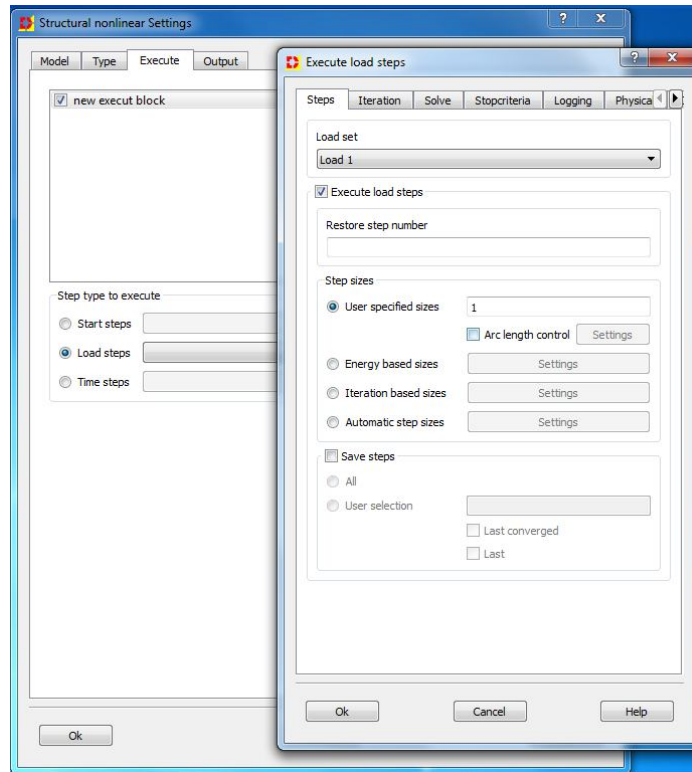 Structural nonlinear Settings
Model Type Execute Output
new execut block
Step type to execute
Start steps
Load steps
Time steps
Ok
Execute load steps
Steps Iteration Solve Stopcriteria Logging Physica
Load set
Load 1
Execute load steps
Restore step number
Step sizes
User specified sizes 1
Arc length control Settings
Energy based sizes Settings
Iteration based sizes Settings
Automatic step sizes Settings
Save steps
All
User selection
Last converged
Last
Ok Cancel Help